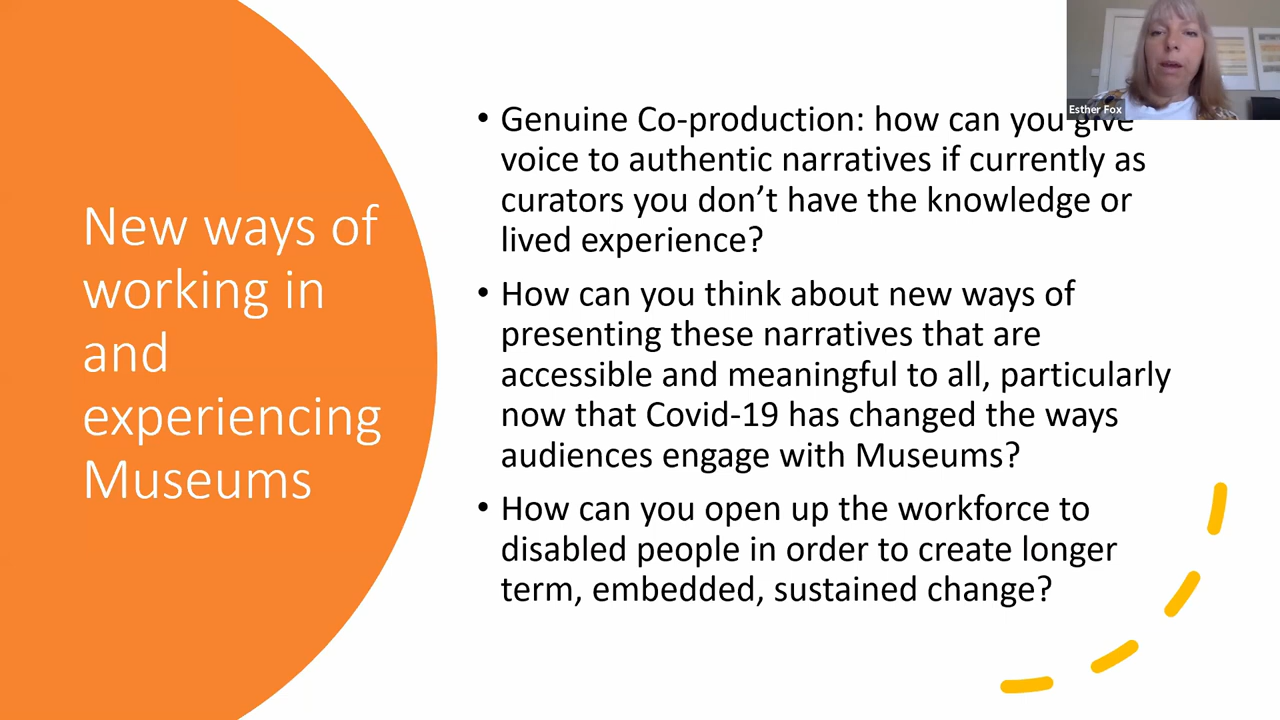 New ways of
working in
and
experiencing
Museums
• Genuine Co-production: how can you give
voice to authentic narratives if currently as
curators you don’t have the knowledge or
lived experience?
• How can you think about new ways of
presenting these narratives that are
accessible and meaningful to all, particularly
now that Covid-19 has changed the ways
audiences engage with Museums?
• How can you open up the workforce to
disabled people in order to create longer
term, embedded, sustained change?
Esther Fox